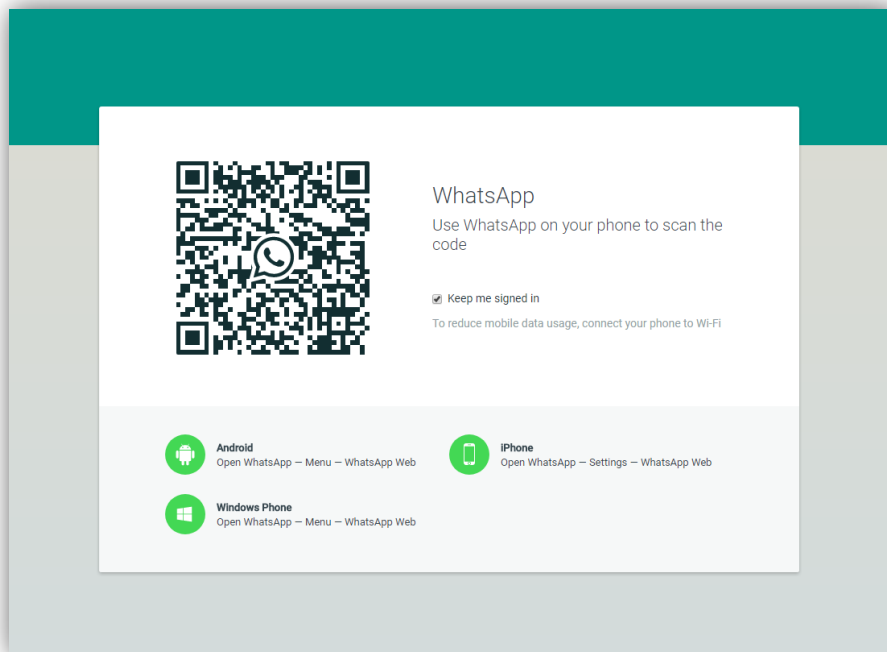 WhatsApp
Use WhatsApp on your phone to scan the
code
Keep me signed in
To reduce mobile data usage, connect your phone to Wi-Fi
Android
Open WhatsApp — Menu — WhatsApp Web
iPhone
Open WhatsApp — Settings — WhatsApp Web
Windows Phone
Open WhatsApp — Menu — WhatsApp Web